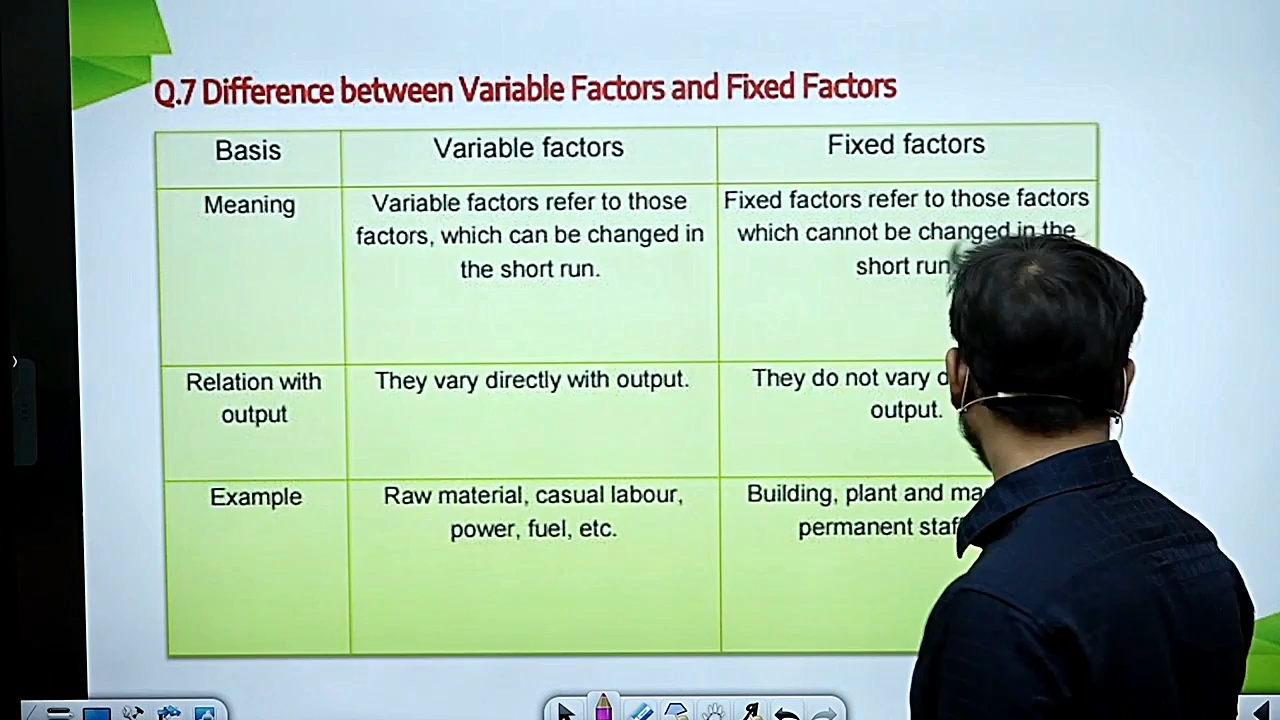 Q.7 Difference between Variable Factors and Fixed Factors
Basis
Variable factors
Fixed factors
Meaning
Variable factors refer to those
factors, which can be changed in
the short run.
Fixed factors refer to those factors
which cannot be changed in the
short run
Relation with
output
They vary directly with output.
They do not vary
output.
Example
Raw material, casual labour,
power, fuel, etc.
Building, plant and
permanent